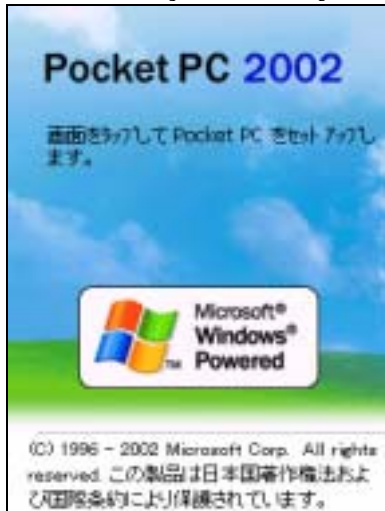 Pocket PC 2002
画面をタップして Pocket PC をセット アップし
ます。
Microsoft®
Windows®
Powered
TM
(C) 1996 - 2002 Microsoft Corp. All rights
reserved. この製品は日本国著作権法およ
び国際条約により保護されています。